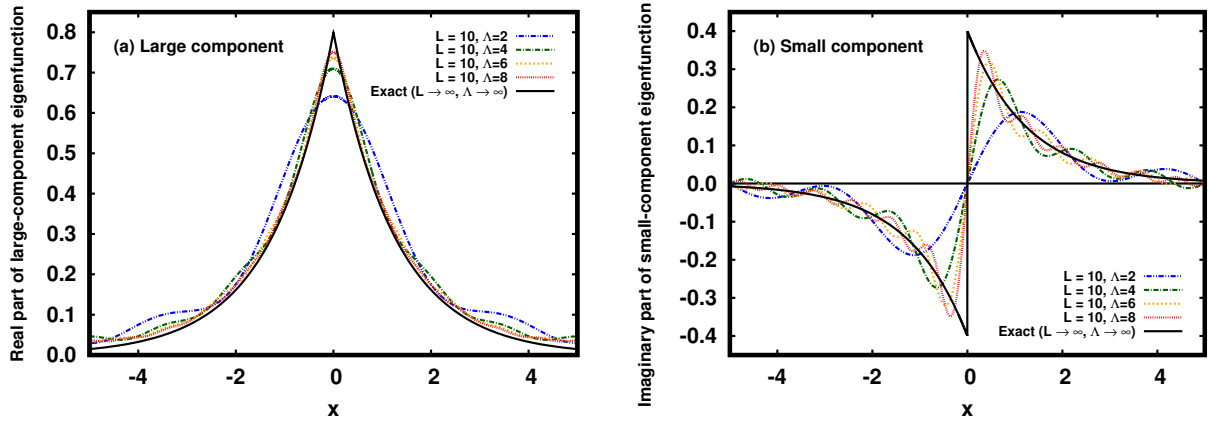 Real part of large-component eigenfunction
0.8
0.7
0.6
0.5
0.4
0.3
0.2
0.1
0.0
(a) Large component
L = 10, Λ=2
L = 10, Λ=4
L = 10, Λ=6
L = 10, Λ=8
Exact (L → ∞, Λ → ∞)
-4
-2
0
2
4
x
Imaginary part of small-component eigenfunction
0.4
0.3
0.2
0.1
0.0
-0.1
-0.2
-0.3
-0.4
(b) Small component
L = 10, Λ=2
L = 10, Λ=4
L = 10, Λ=6
L = 10, Λ=8
Exact (L → ∞, Λ → ∞)
-4
-2
0
2
4
x